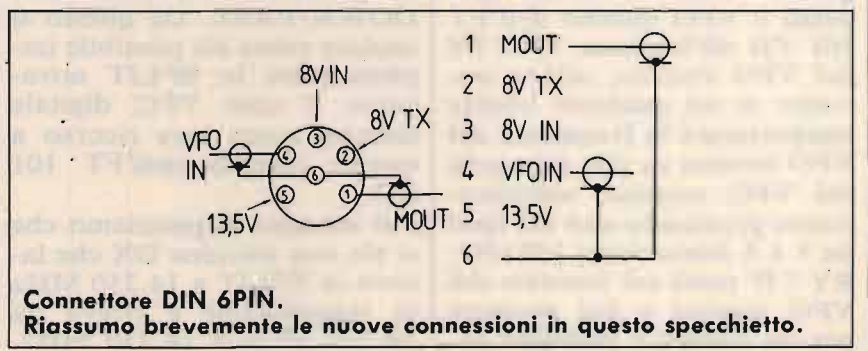 8V IN
8V TX
VFO
IN
3
4
2
6
5
1
13,5V
MOUT
1 MOUT
2 8V TX
3 8V IN
4 VFO IN
5 13,5V
6
Connettore DIN 6PIN.
Riassumo brevemente le nuove connessioni in questo specchietto.